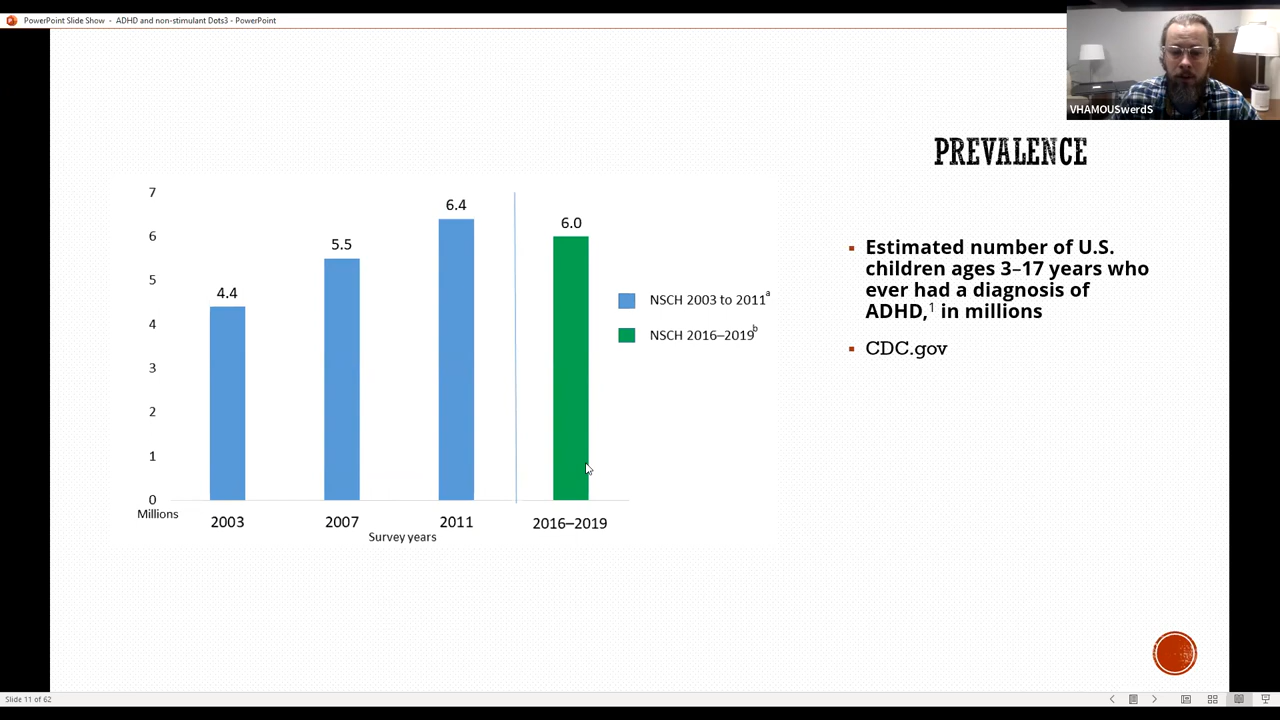 PowerPoint Slide Show - ADHD and non-stimulant Dots3 - PowerPoint
VHAMOUSwerdS
PREVALENCE
7
6
5
4
3
2
1
0
Millions
4.4
5.5
6.4
6.0
2003
2007
2011
2016–2019
Survey years
NSCH 2003 to 2011a
NSCH 2016–2019b
Estimated number of U.S.
children ages 3–17 years who
ever had a diagnosis of
ADHD,1 in millions
CDC.gov
Slide 11 of 62